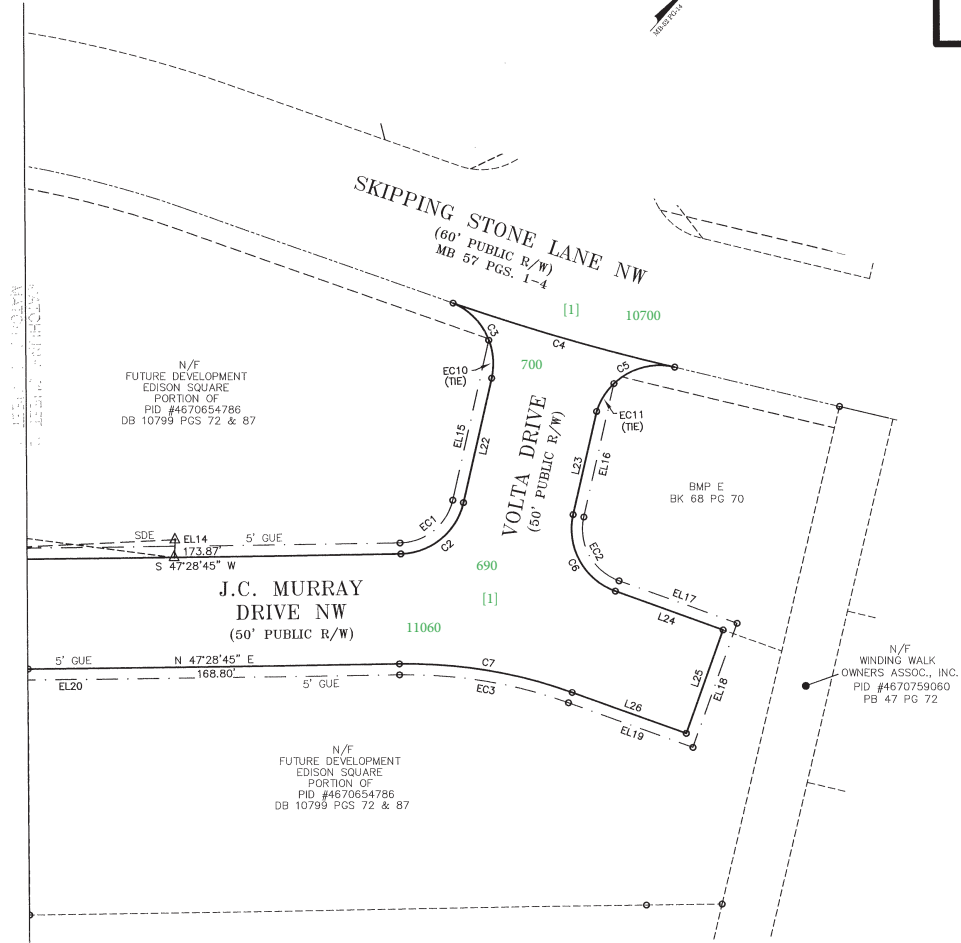 MB-52 PG-14
SKIPPING STONE LANE NW
(60' PUBLIC R/W)
MB 57 PGS. 1-4
[1]
10700
C3
C4
700
C5
EC10
(TIE)
EC11
(TIE)
N/F
FUTURE DEVELOPMENT
EDISON SQUARE
PORTION OF
PID #4670654786
DB 10799 PGS 72 & 87
EL15
L22
VOLTA DRIVE
(50' PUBLIC R/W)
L23
EL16
BMP E
BK 68 PG 70
SDE
EL14
5' GUE
173.87'
S 47°28'45" W
EC1
C2
EC2
C6
690
J.C. MURRAY
DRIVE NW
(50' PUBLIC R/W)
[1]
11060
EL17
L24
L25
EL18
N/F
WINDING WALK
OWNERS ASSOC., INC.
PID #4670759060
PB 47 PG 72
5' GUE
N 47°28'45" E
168.80'
EL20
5' GUE
C7
EC3
L26
EL19
N/F
FUTURE DEVELOPMENT
EDISON SQUARE
PORTION OF
PID #4670654786
DB 10799 PGS 72 & 87